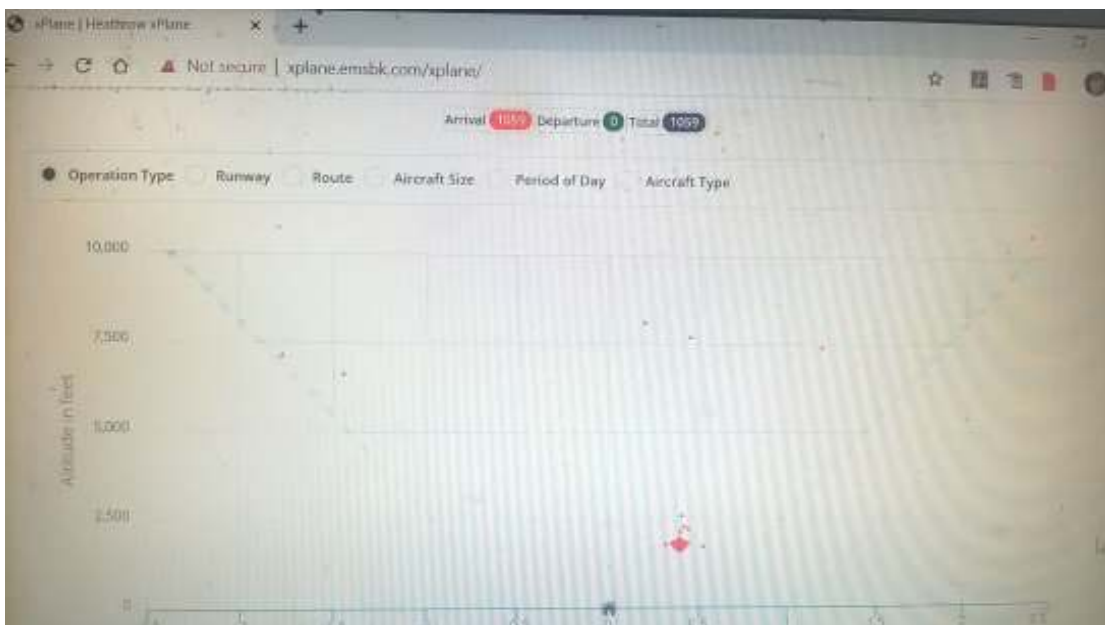 xPlane | Heathrow xPlane
Not secure | xplane.emsbk.com/xplane/
Arrival 1059 Departure 0 Total 1059
Operation Type Runway Route Aircraft Size Period of Day Aircraft Type
10,000
7,500
5,000
2,500
0
Altitude in feet